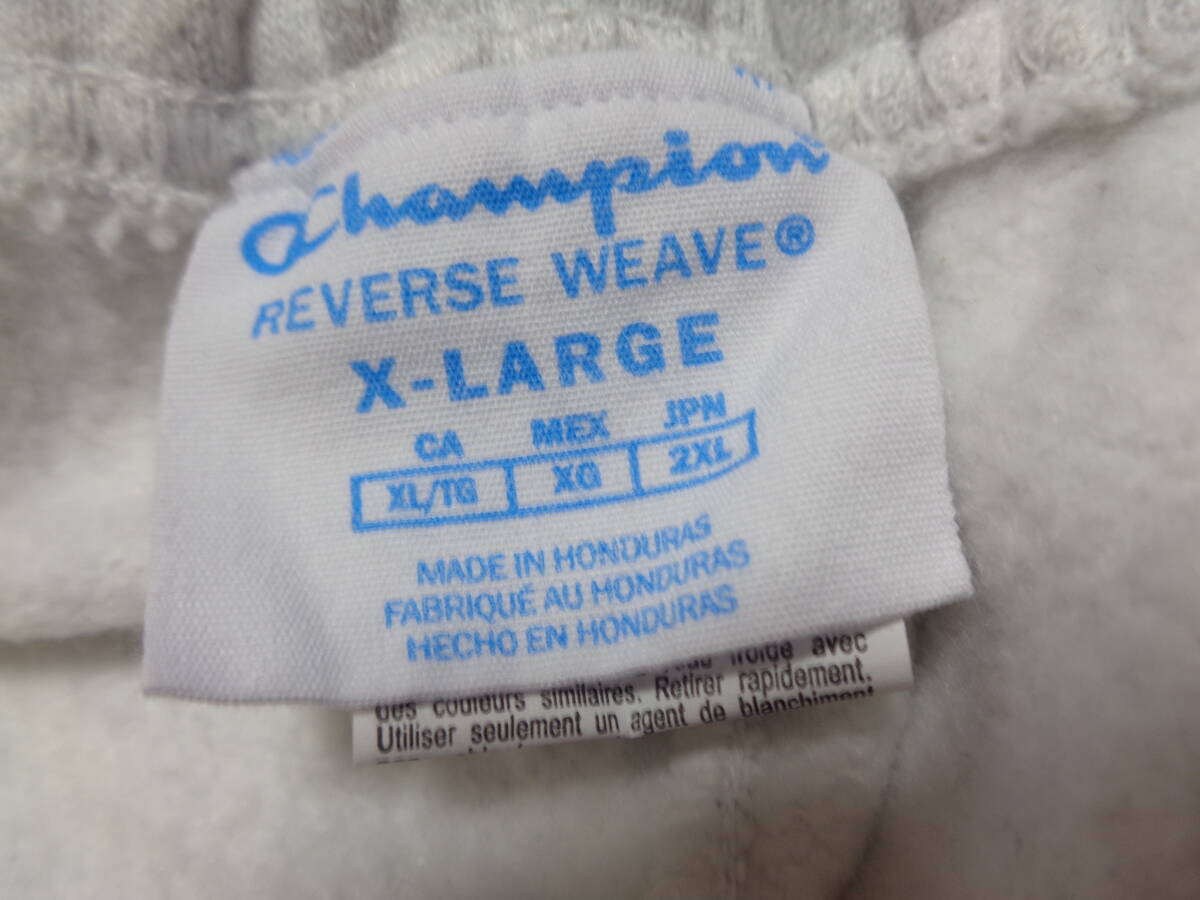 Champion
REVERSE WEAVE®
X-LARGE
CA MEX JPN
XL/TG XG 2XL
MADE IN HONDURAS
FABRIQUÉ AU HONDURAS
HECHO EN HONDURAS
froide avec
des couleurs similaires. Retirer rapidement.
Utiliser seulement un agent de blanchiment